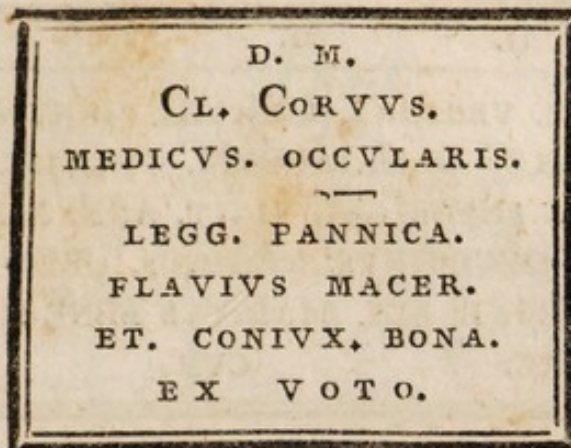 D. M.
CL. CORVVS.
MEDICVS. OCCVLARIS.
LEGG. PANNICA.
FLAVIVS MACER.
ET. CONIVX. BONA.
EX VOTO.